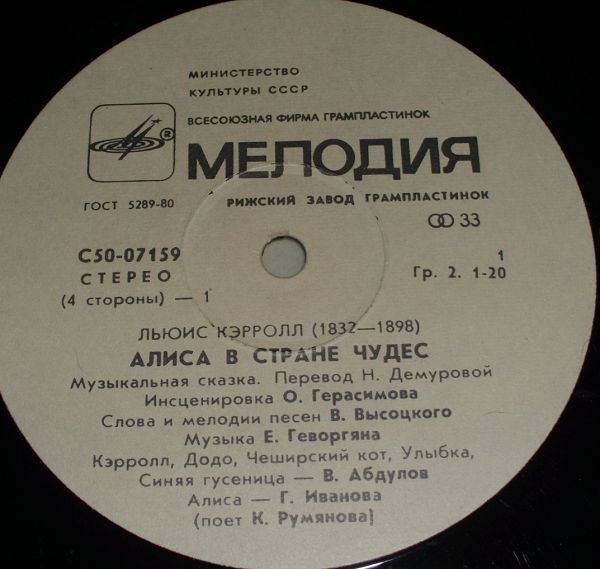 МИНИСТЕРСТВО
КУЛЬТУРЫ СССР
ВСЕСОЮЗНАЯ ФИРМА ГРАМПЛАСТИНОК
®
МЕЛОДИЯ
ГОСТ 5289-80
РИЖСКИЙ ЗАВОД ГРАМПЛАСТИНОК
33
С50-07159
СТЕРЕО
(4 стороны) — 1
1
Гр. 2. 1-20
ЛЬЮИС КЭРРОЛЛ (1832—1898)
АЛИСА В СТРАНЕ ЧУДЕС
Музыкальная сказка. Перевод Н. Демуровой
Инсценировка О. Герасимова
Слова и мелодии песен В. Высоцкого
Музыка Е. Геворгяна
Кэрролл, Додо, Чеширский кот, Улыбка,
Синяя гусеница — В. Абдулов
Алиса — Г. Иванова
(поет К. Румянова)